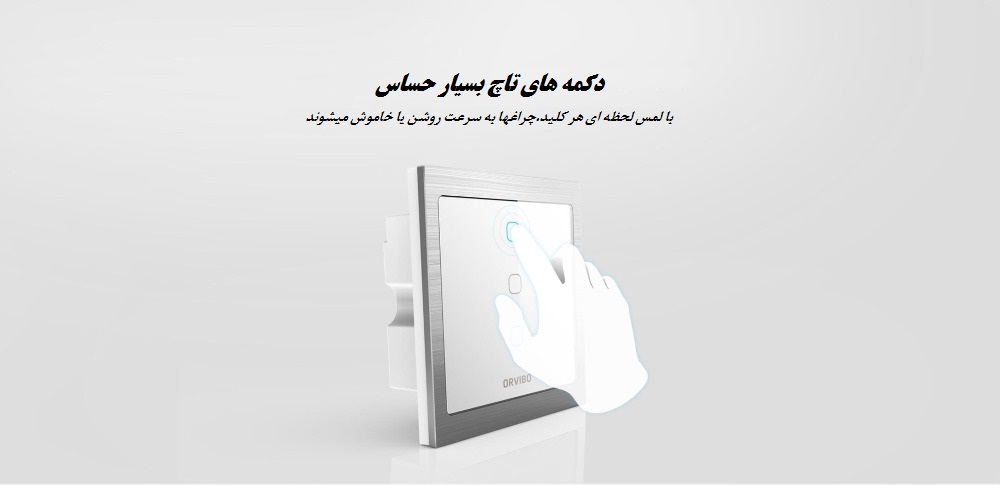 دکمه های تاچ بسیار حساس
با لمس لحظه ای هر کلید،چراغها به سرعت روشن یا خاموش میشوند
ORVIBO